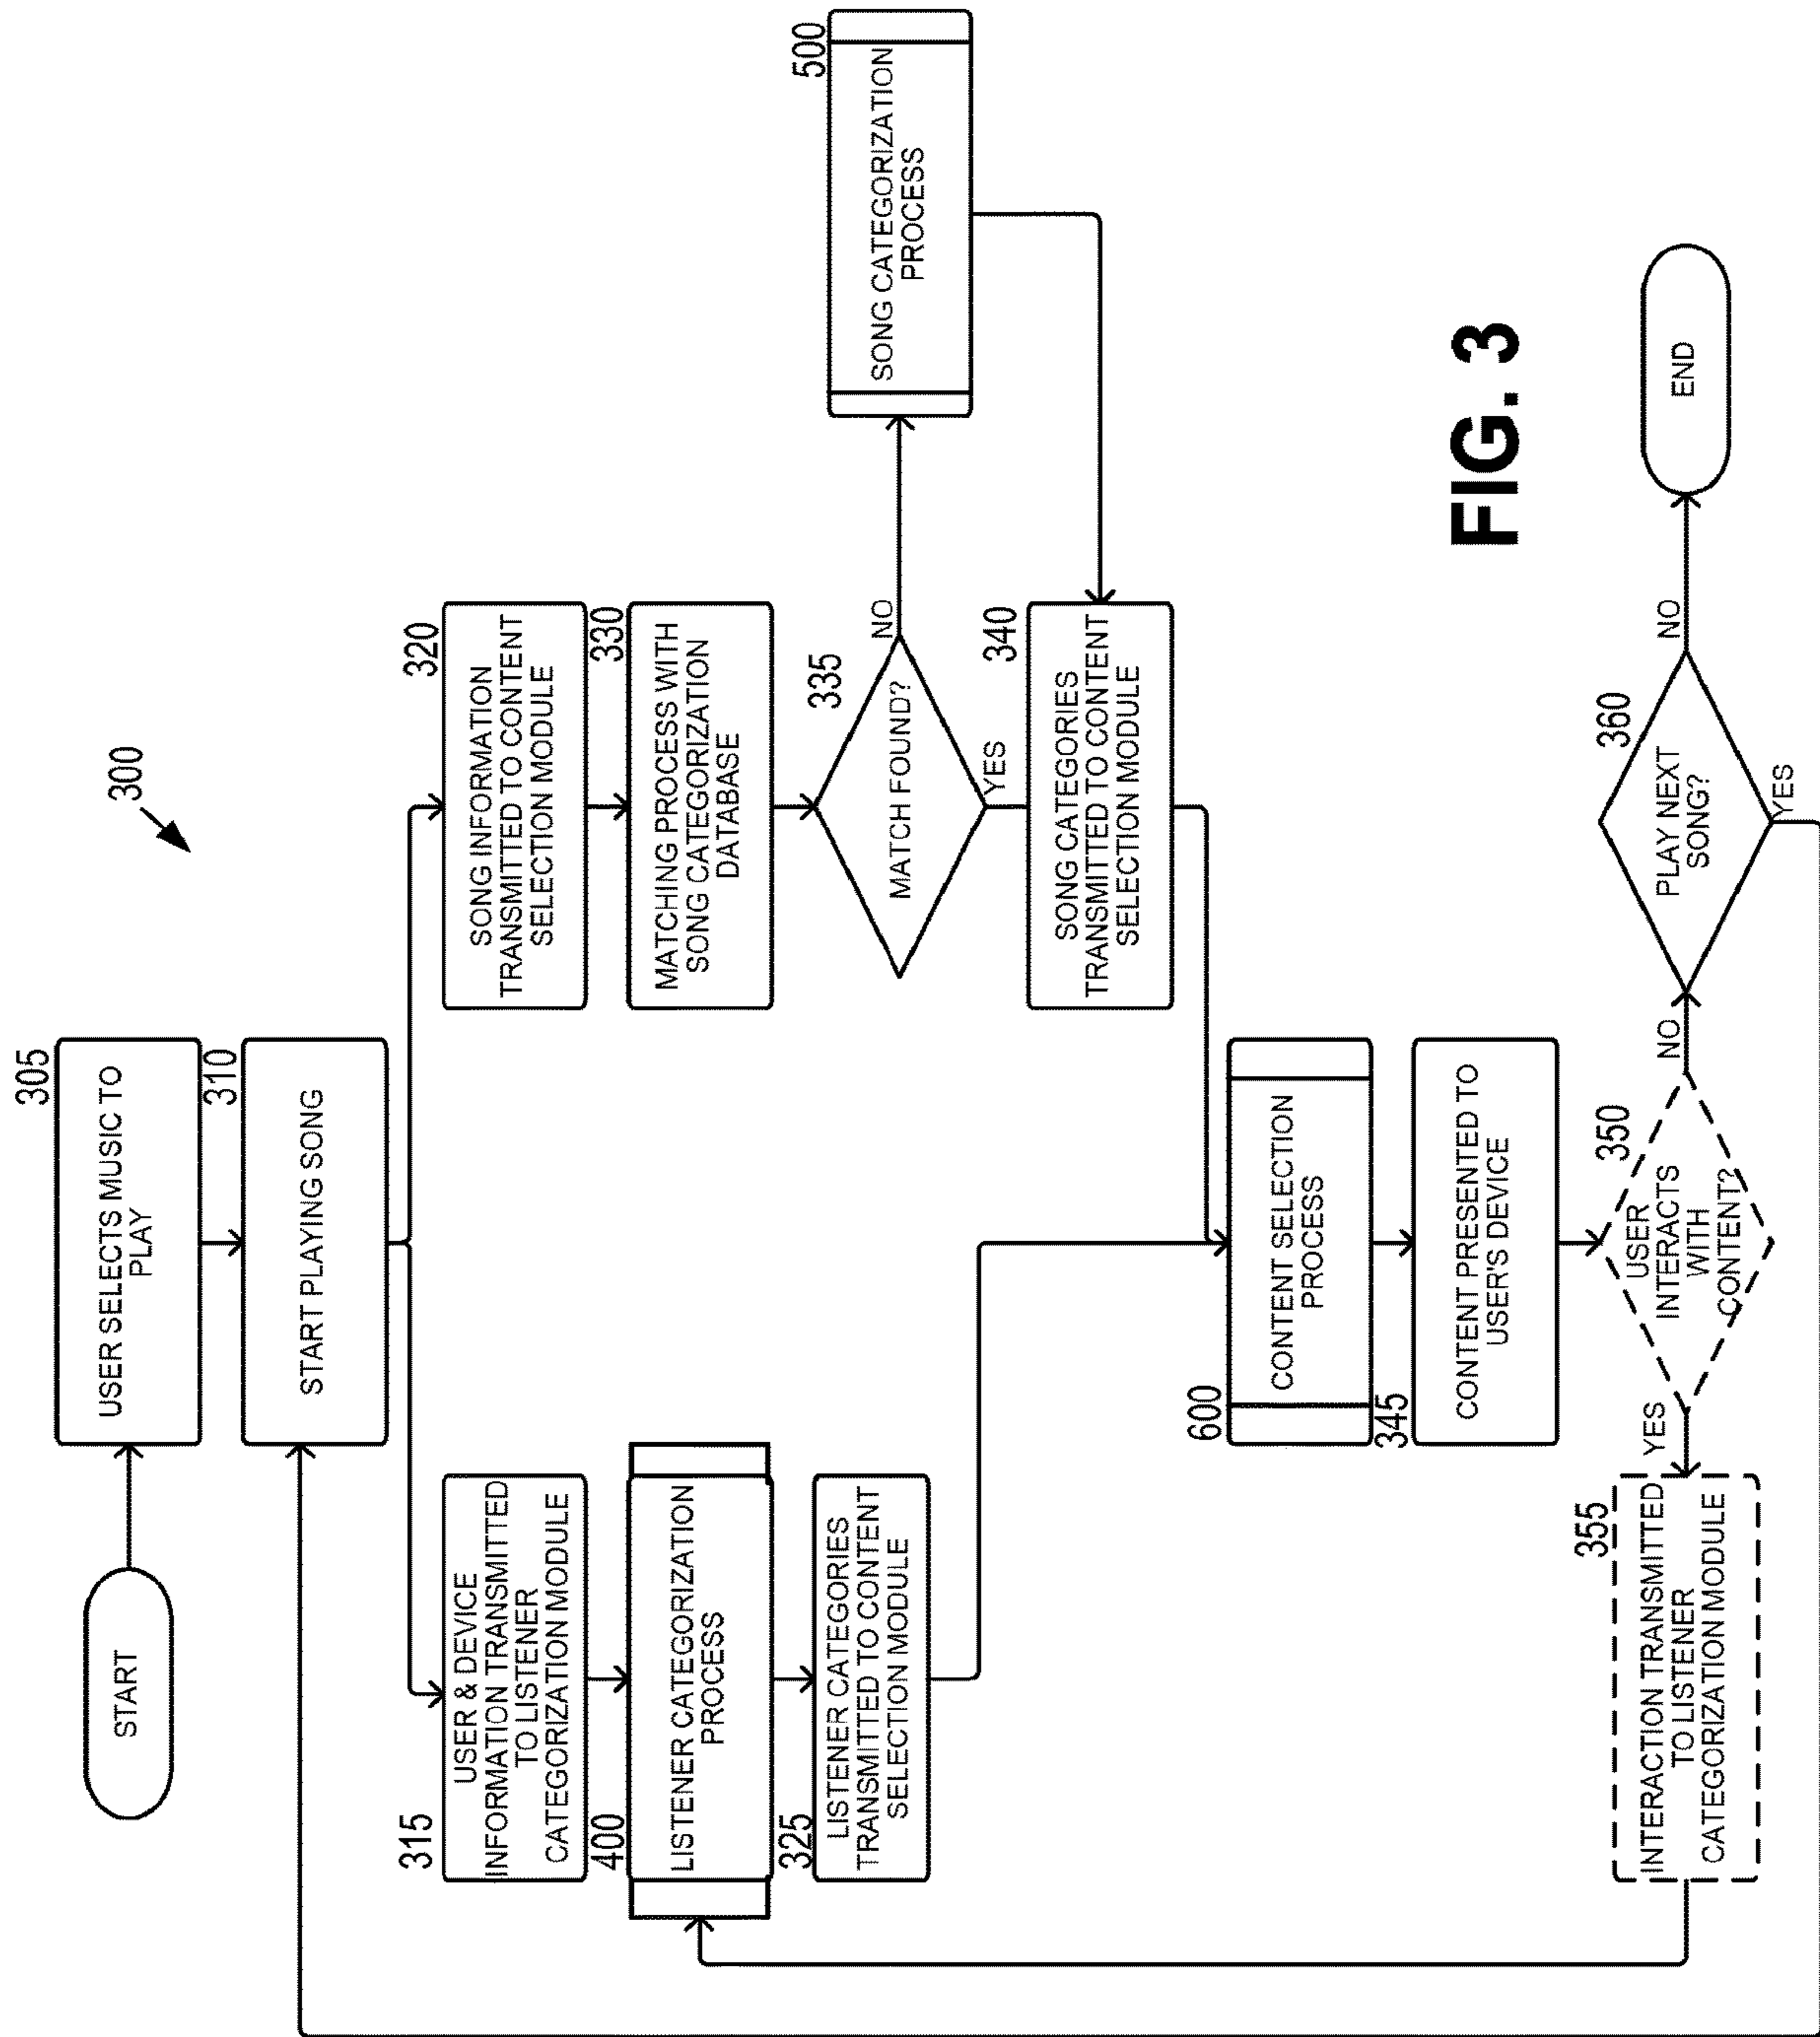 300
START
305
USER SELECTS MUSIC TO
PLAY
310
START PLAYING SONG
315
USER & DEVICE
INFORMATION TRANSMITTED
TO LISTENER
CATEGORIZATION MODULE
320
SONG INFORMATION
TRANSMITTED TO CONTENT
SELECTION MODULE
400
LISTENER CATEGORIZATION
PROCESS
330
MATCHING PROCESS WITH
SONG CATEGORIZATION
DATABASE
325
LISTENER CATEGORIES
TRANSMITTED TO CONTENT
SELECTION MODULE
335
MATCH FOUND?
NO
YES
500
SONG CATEGORIZATION
PROCESS
340
SONG CATEGORIES
TRANSMITTED TO CONTENT
SELECTION MODULE
600
CONTENT SELECTION
PROCESS
345
CONTENT PRESENTED TO
USER'S DEVICE
350
USER
INTERACTS
WITH
CONTENT?
YES
NO
355
INTERACTION TRANSMITTED
TO LISTENER
CATEGORIZATION MODULE
360
PLAY NEXT
SONG?
NO
YES
END
FIG. 3